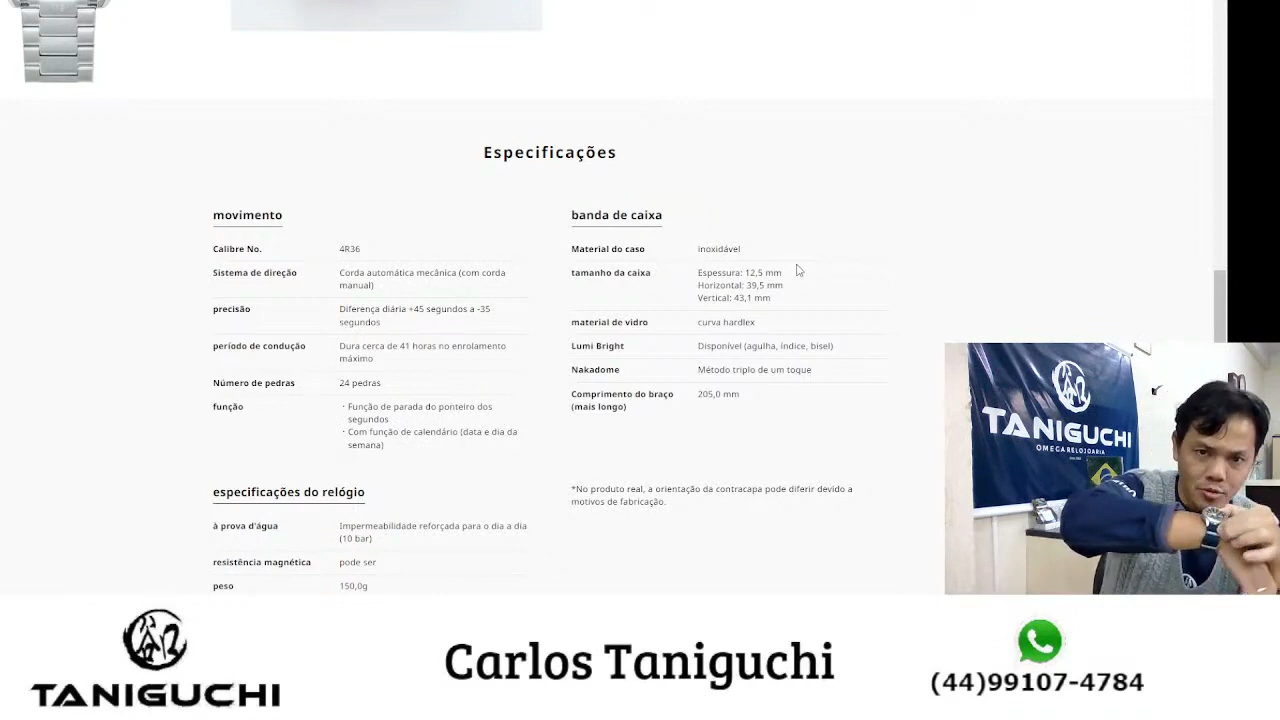 Especificações
movimento
Calibre No. 4R36
Sistema de direção Corda automática mecânica (com corda
manual)
precisão Diferença diária +45 segundos a -35
segundos
período de condução Dura cerca de 41 horas no enrolamento
máximo
Número de pedras 24 pedras
função ・Função de parada do ponteiro dos
segundos
・Com função de calendário (data e dia da
semana)
especificações do relógio
à prova d'água Impermeabilidade reforçada para o dia a dia
(10 bar)
resistência magnética pode ser
peso 150,0g
banda de caixa
Material do caso inoxidável
tamanho da caixa Espessura: 12,5 mm
Horizontal: 39,5 mm
Vertical: 43,1 mm
material de vidro curva hardlex
Lumi Bright Disponível (agulha, índice, bisel)
Nakadome Método triplo de um toque
Comprimento do braço 205,0 mm
(mais longo)
*No produto real, a orientação da contracapa pode diferir devido a
motivos de fabricação.
TANIGUCHI
OMEGA RELOJOARIA
TANIGUCHI
Carlos Taniguchi
(44)99107-4784